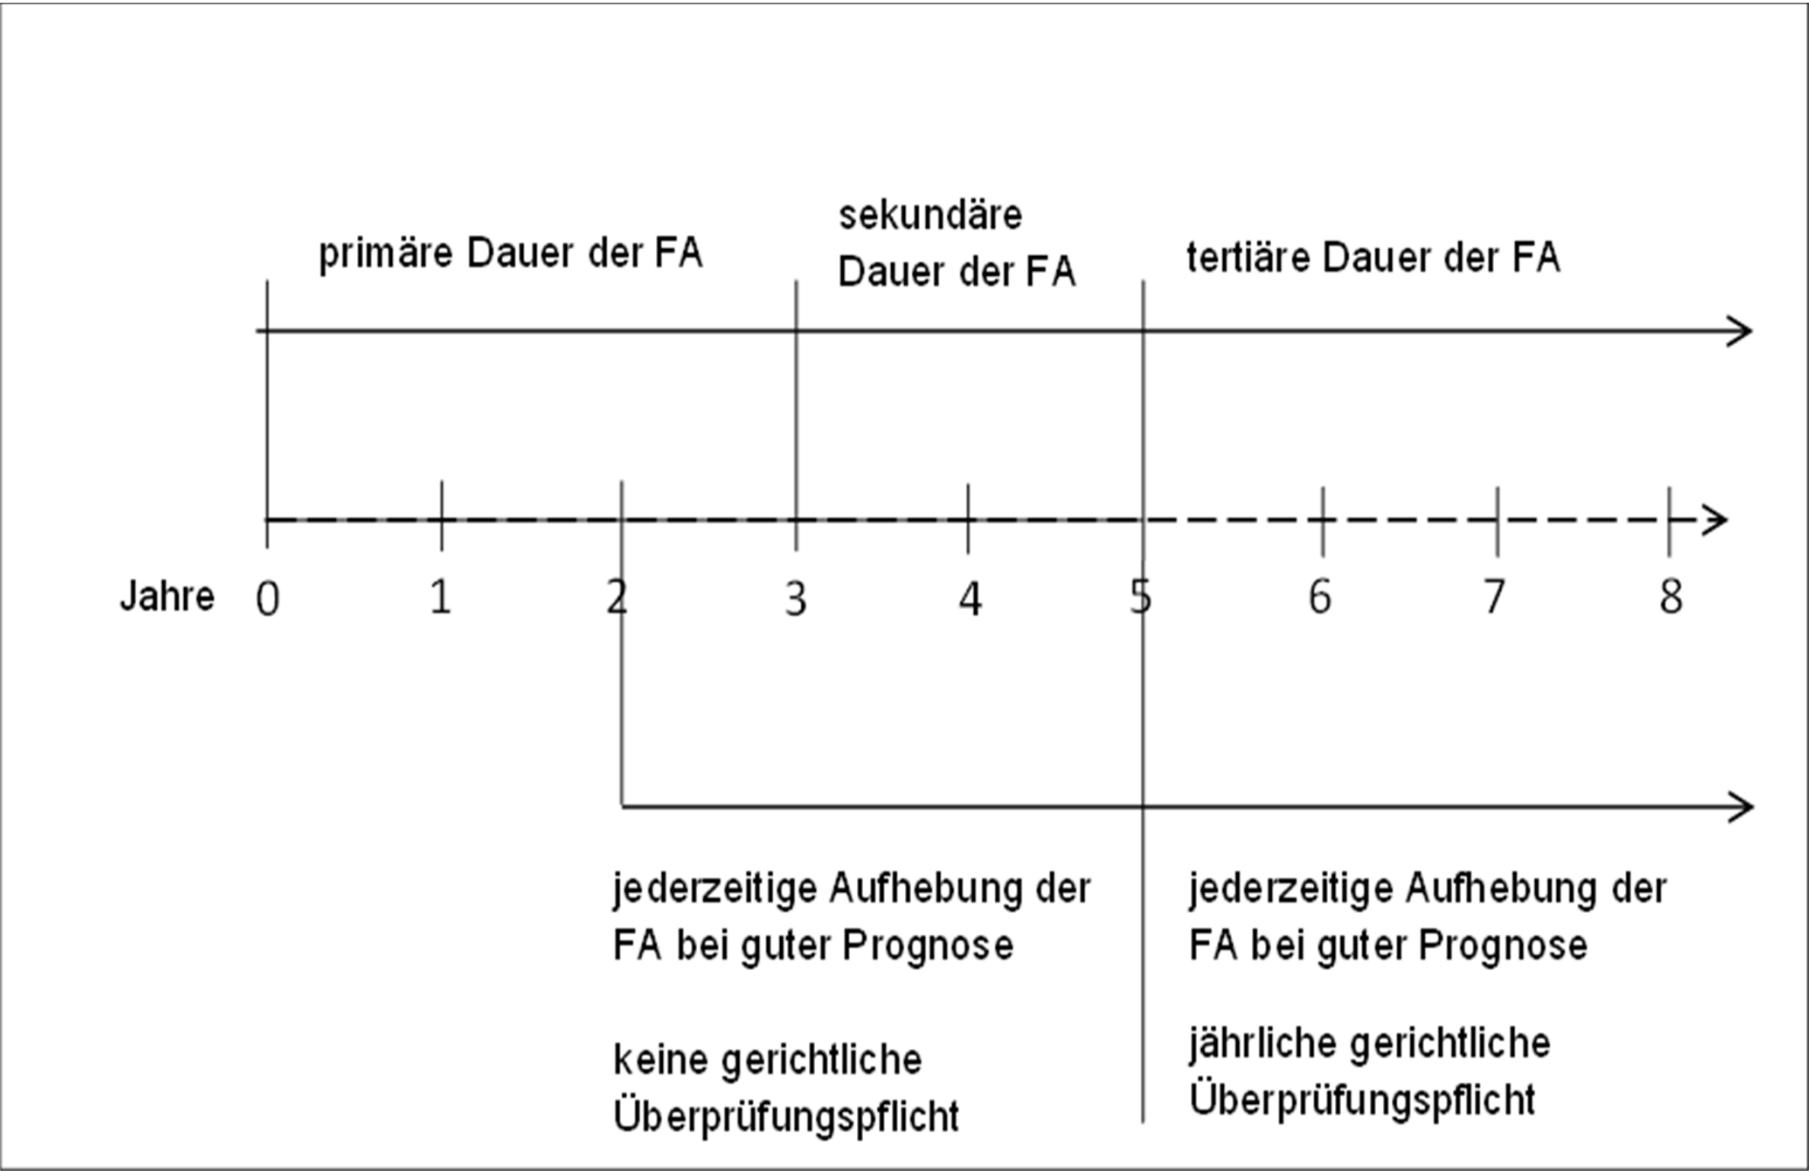 primäre Dauer der FA
sekundäre
Dauer der FA
tertiäre Dauer der FA
Jahre 0 1 2 3 4 5 6 7 8
jederzeitige Aufhebung der
FA bei guter Prognose
keine gerichtliche
Überprüfungspflicht
jederzeitige Aufhebung der
FA bei guter Prognose
jährliche gerichtliche
Überprüfungspflicht